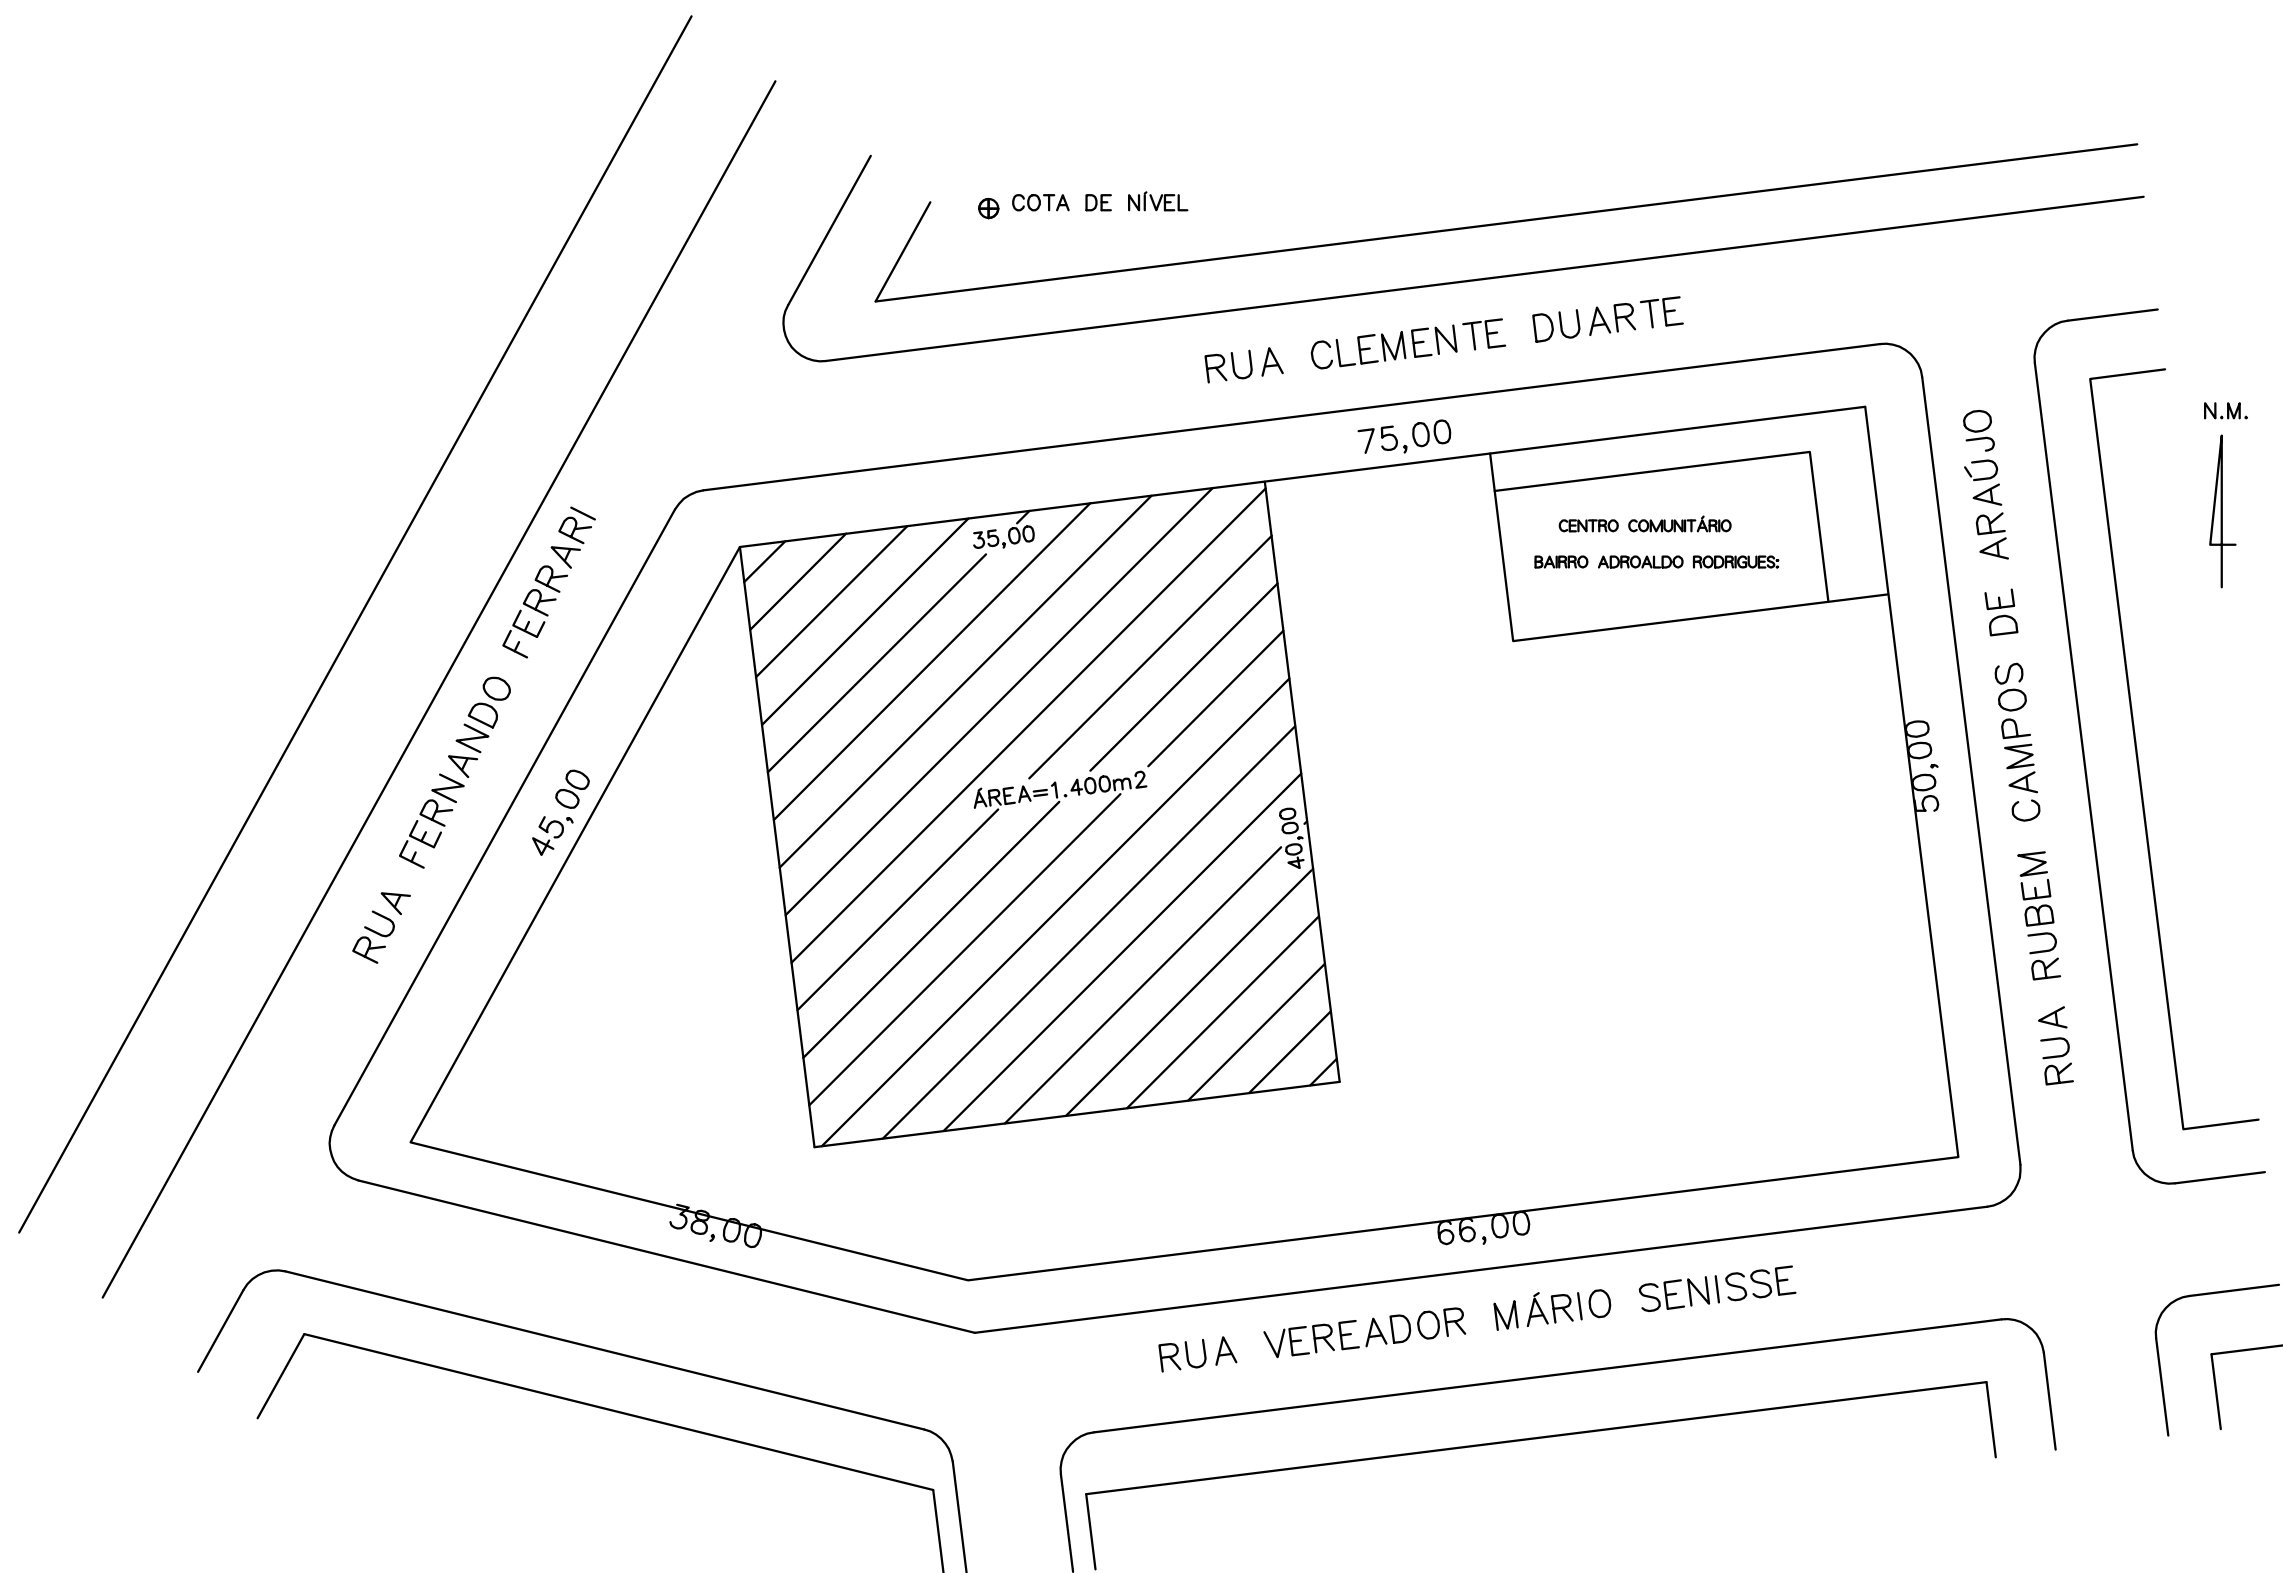 COTA DE NÍVEL
RUA CLEMENTE DUARTE
N.M.
75,00
CENTRO COMUNITÁRIO
BAIRRO ADROALDO RODRIGUES:
35,00
RUA FERNANDO FERRARI
45,00
ÁREA=1.400m2
40,00
50,00
RUA RUBEM CAMPOS DE ARAÚJO
38,00
66,00
RUA VEREADOR MÁRIO SENISSE